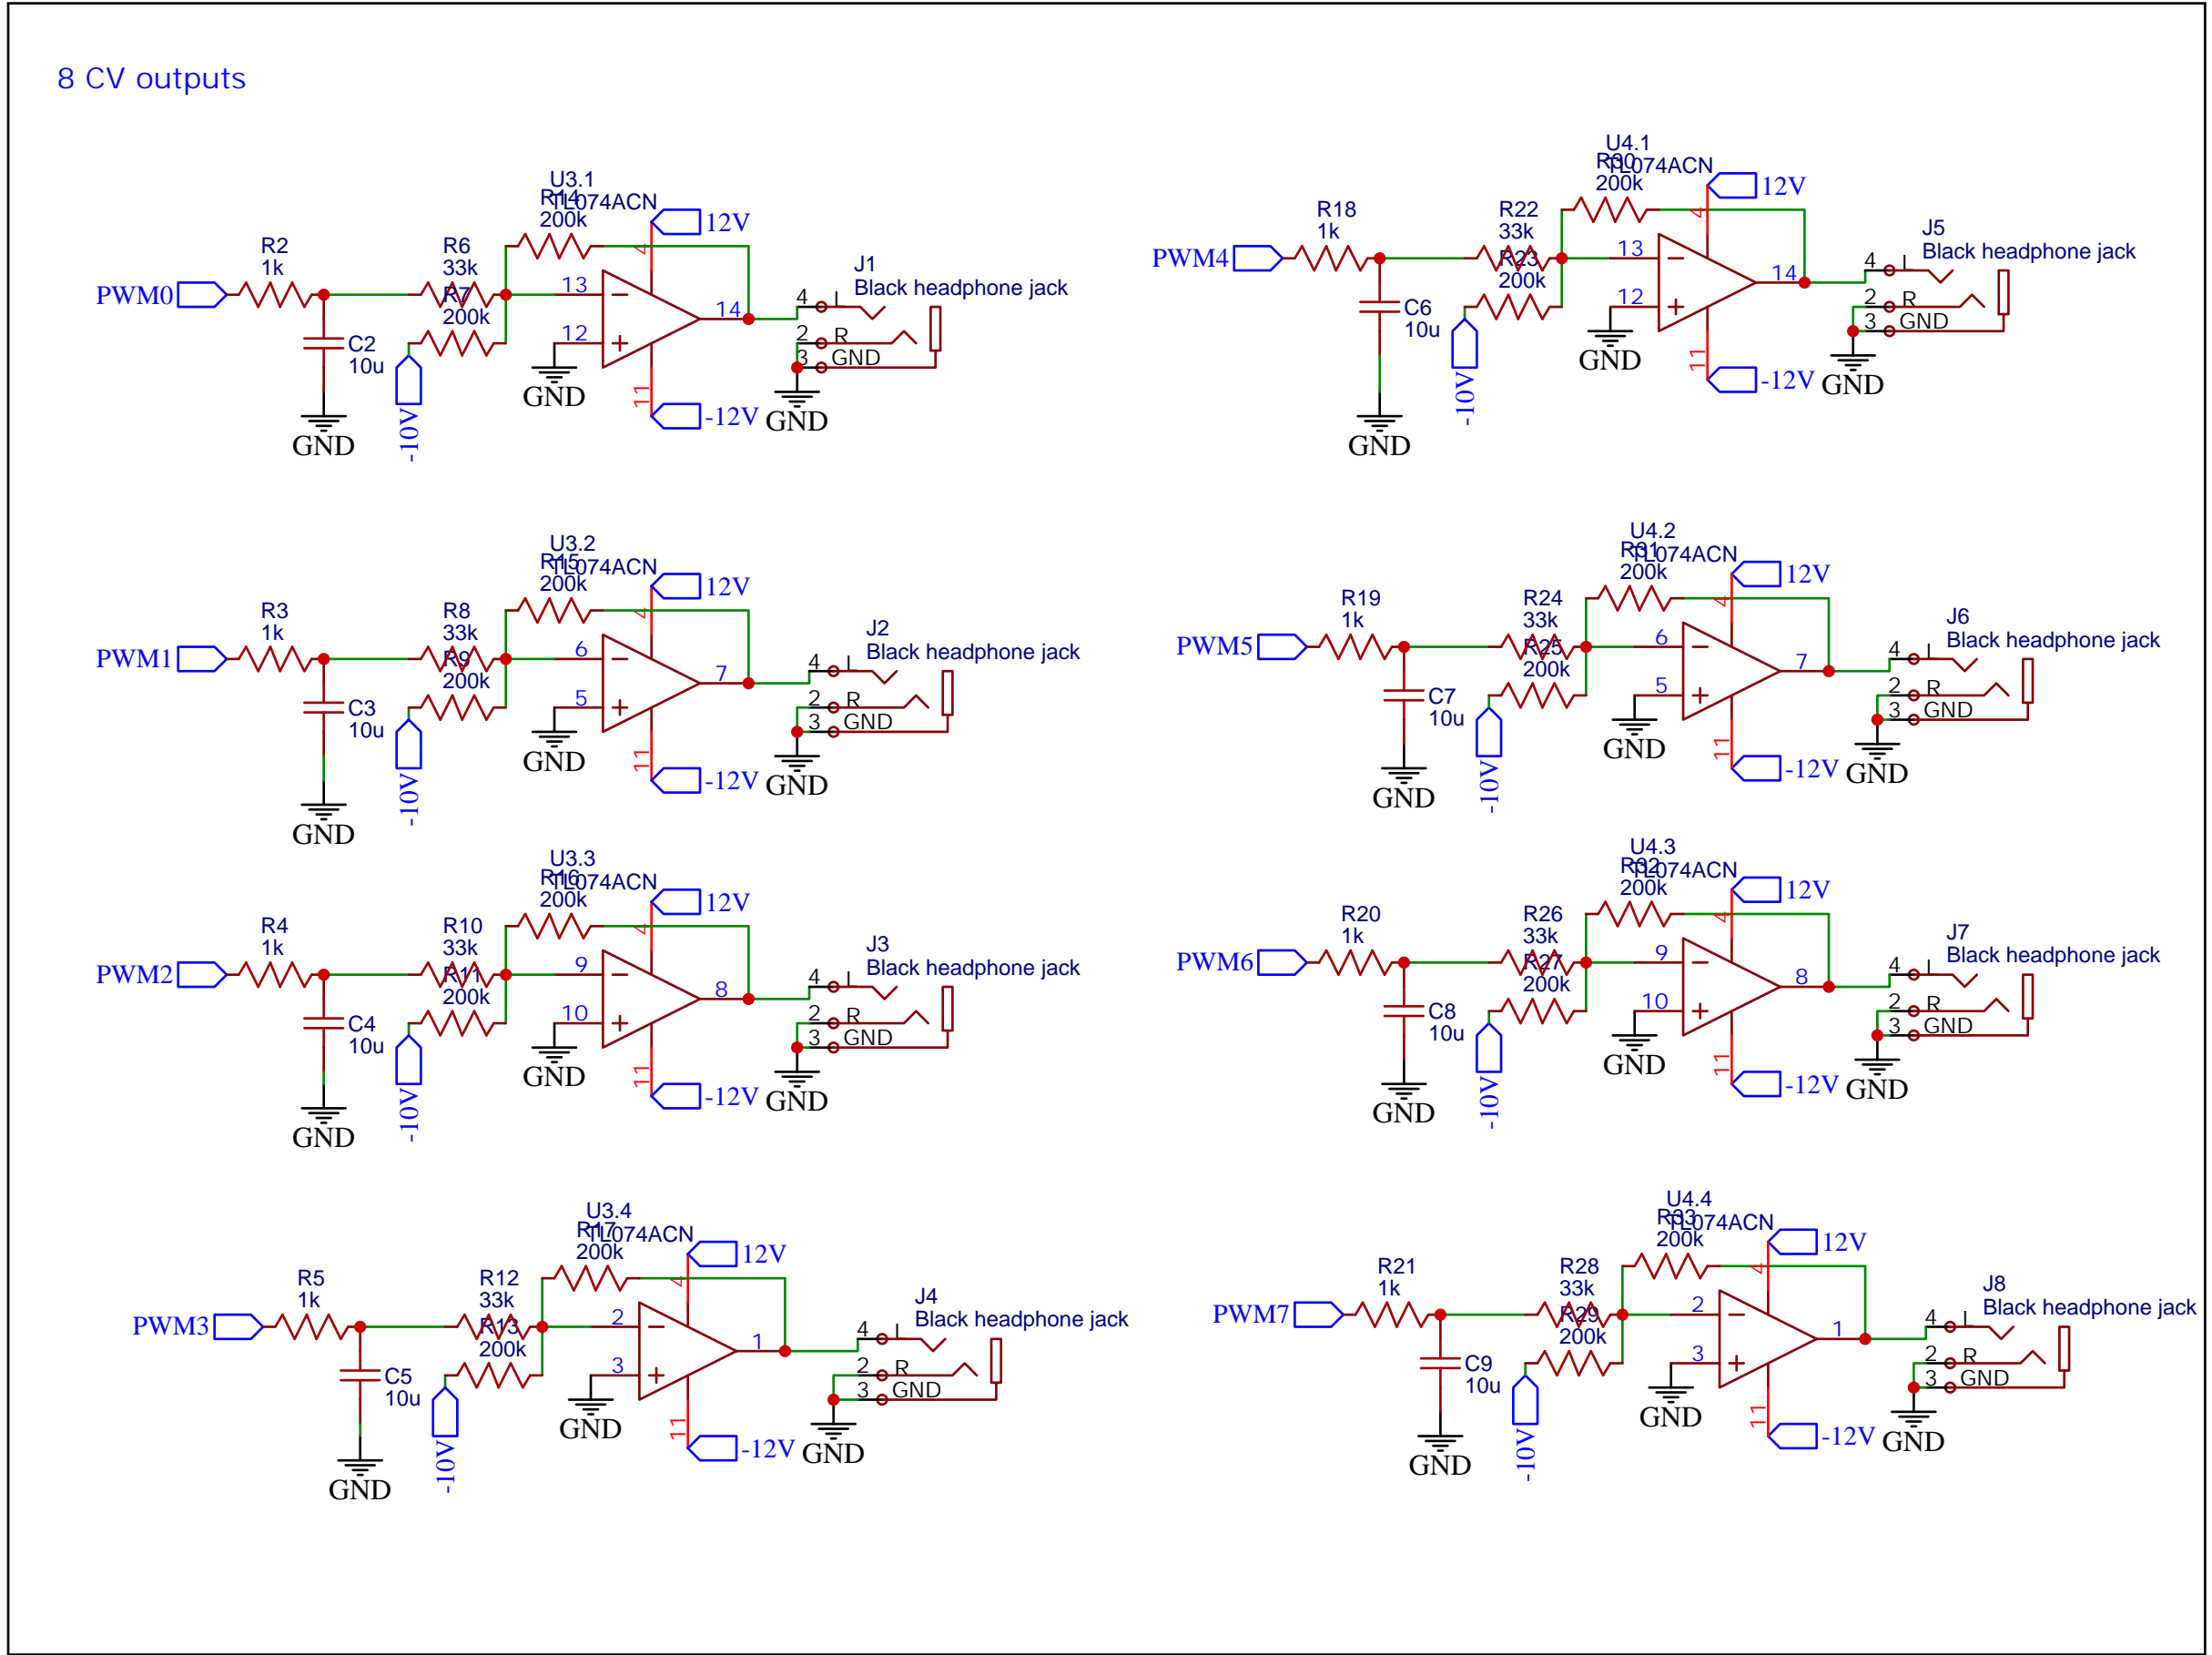 8 CV outputs
PWM0
R2
1k
C2
10u
GND
R6
33k
R7
200k
-10V
U3.1
TL074ACN
R14
200k
12V
4
13
12
14
11
-12V
GND
J1
Black headphone jack
4 L
2 R
3 GND
GND
PWM4
R18
1k
C6
10u
GND
R22
33k
R23
200k
-10V
U4.1
TL074ACN
R30
200k
12V
4
13
12
14
11
-12V
GND
J5
Black headphone jack
4 L
2 R
3 GND
GND
PWM1
R3
1k
C3
10u
GND
R8
33k
R9
200k
-10V
U3.2
TL074ACN
R15
200k
12V
4
6
5
7
11
-12V
GND
J2
Black headphone jack
4 L
2 R
3 GND
GND
PWM5
R19
1k
C7
10u
GND
R24
33k
R25
200k
-10V
U4.2
TL074ACN
R31
200k
12V
4
6
5
7
11
-12V
GND
J6
Black headphone jack
4 L
2 R
3 GND
GND
PWM2
R4
1k
C4
10u
GND
R10
33k
R11
200k
-10V
U3.3
TL074ACN
R16
200k
12V
4
9
10
8
11
-12V
GND
J3
Black headphone jack
4 L
2 R
3 GND
GND
PWM6
R20
1k
C8
10u
GND
R26
33k
R27
200k
-10V
U4.3
TL074ACN
R32
200k
12V
4
9
10
8
11
-12V
GND
J7
Black headphone jack
4 L
2 R
3 GND
GND
PWM3
R5
1k
C5
10u
GND
R12
33k
R13
200k
-10V
U3.4
TL074ACN
R17
200k
12V
4
2
3
1
11
-12V
GND
J4
Black headphone jack
4 L
2 R
3 GND
GND
PWM7
R21
1k
C9
10u
GND
R28
33k
R29
200k
-10V
U4.4
TL074ACN
R33
200k
12V
4
2
3
1
11
-12V
GND
J8
Black headphone jack
4 L
2 R
3 GND
GND